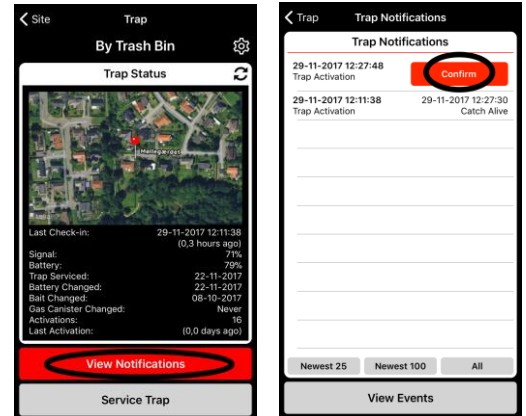 Site Trap
By Trash Bin
Trap Status
Møllegærdet
Last Check-in: 29-11-2017 12:11:38
(0,3 hours ago)
Signal: 71%
Battery: 79%
Trap Serviced: 22-11-2017
Battery Changed: 22-11-2017
Bait Changed: 08-10-2017
Gas Canister Changed: Never
Activations: 16
Last Activation: (0,0 days ago)
View Notifications
Service Trap
Trap Trap Notifications
Trap Notifications
29-11-2017 12:27:48
Trap Activation
Confirm
29-11-2017 12:11:38 29-11-2017 12:27:30
Trap Activation Catch Alive
Newest 25 Newest 100 All
View Events